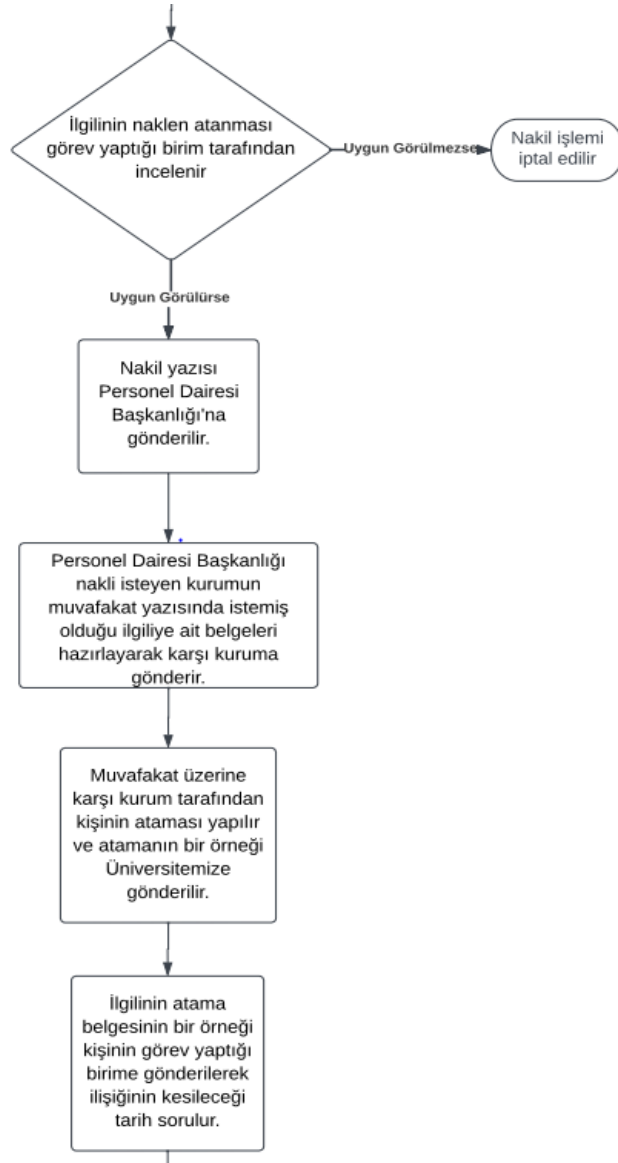 İlgilinin naklen atanması
görev yaptığı birim tarafından
incelenir
Uygun Görülmezse
Nakil işlemi
iptal edilir
Uygun Görülürse
Nakil yazısı
Personel Dairesi
Başkanlığı'na
gönderilir.
Personel Dairesi Başkanlığı
nakli isteyen kurumun
muvafakat yazısında istemiş
olduğu ilgiliye ait belgeleri
hazırlayarak karşı kuruma
gönderir.
Muvafakat üzerine
karşı kurum tarafından
kişinin ataması yapılır
ve atamanın bir örneği
Üniversitemize
gönderilir.
İlgilinin atama
belgesinin bir örneği
kişinin görev yaptığı
birime gönderilerek
ilişiğinin kesileceği
tarih sorulur.